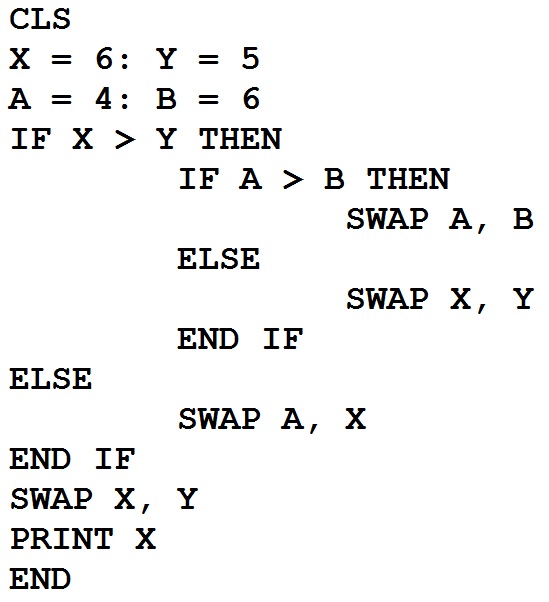 CLS
X = 6: Y = 5
A = 4: B = 6
IF X > Y THEN
IF A > B THEN
SWAP A, B
ELSE
SWAP X, Y
END IF
ELSE
SWAP A, X
END IF
SWAP X, Y
PRINT X
END